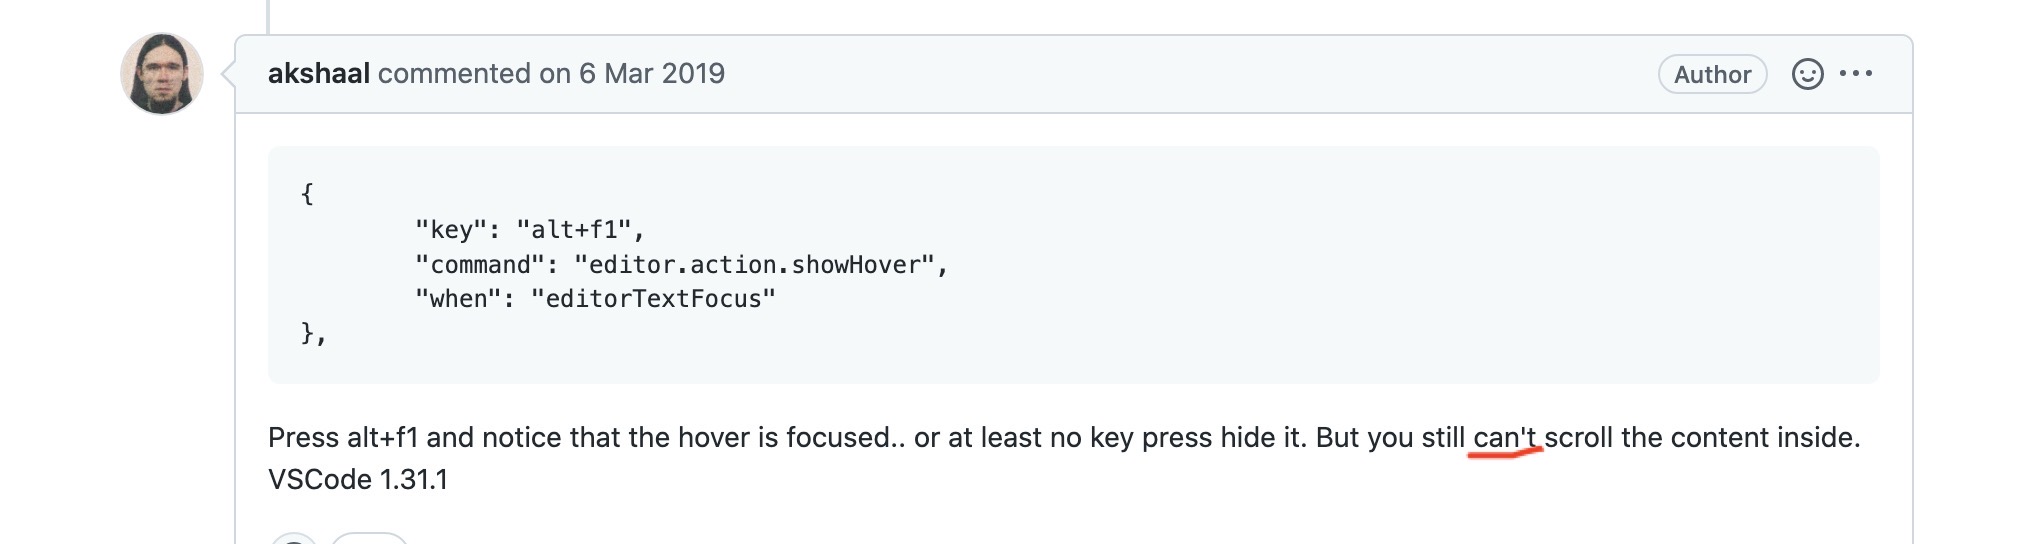 akshaal commented on 6 Mar 2019
Author
{
"key": "alt+f1",
"command": "editor.action.showHover",
"when": "editorTextFocus"
},
Press alt+f1 and notice that the hover is focused.. or at least no key press hide it. But you still can't scroll the content inside.
VSCode 1.31.1